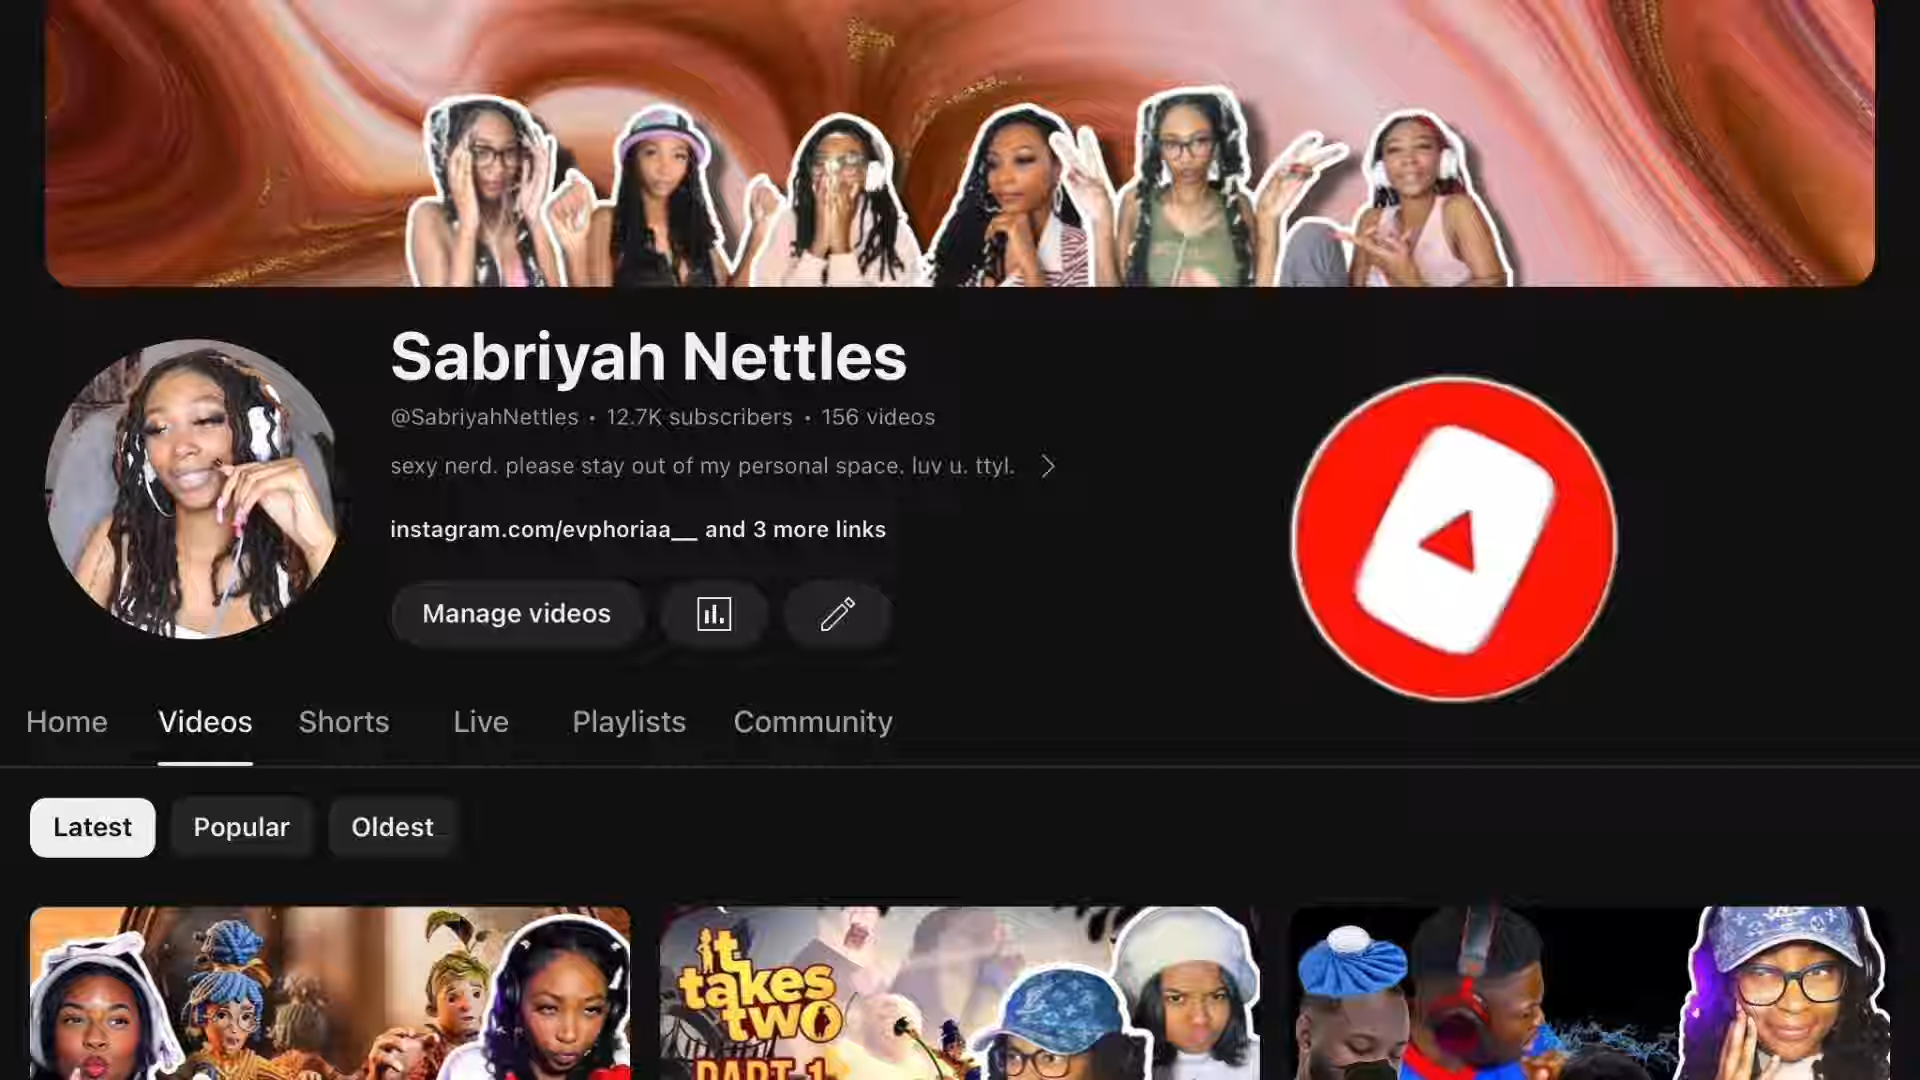 Sabriyah Nettles
@SabriyahNettles • 12.7K subscribers • 156 videos
sexy nerd. please stay out of my personal space. luv u. ttyl.
instagram.com/evphoriaa__ and 3 more links
Manage videos
Home Videos Shorts Live Playlists Community
Latest Popular Oldest
it
takes
two
PART 1